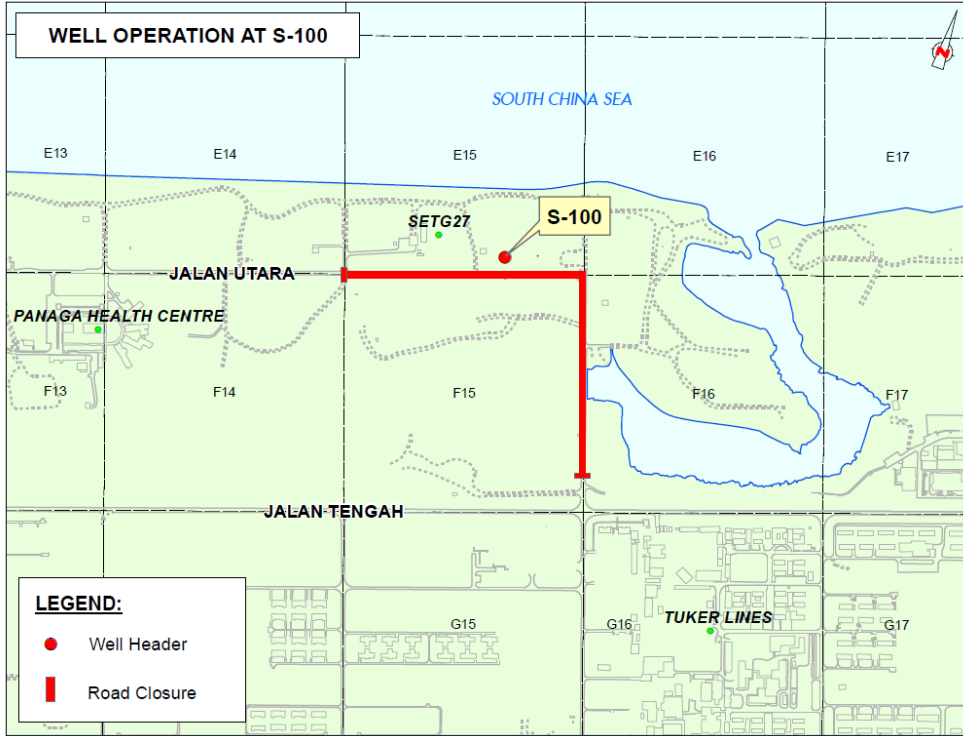 WELL OPERATION AT S-100
N
SOUTH CHINA SEA
E13
E14
E15
E16
E17
SETG27
S-100
JALAN UTARA
PANAGA HEALTH CENTRE
F13
F14
F15
F16
F17
JALAN TENGAH
LEGEND:
Well Header
Road Closure
G15
G16
TUKER LINES
G17